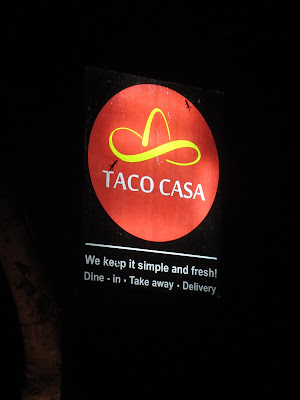 TACO CASA
We keep it simple and fresh!
Dine - in • Take away • Delivery